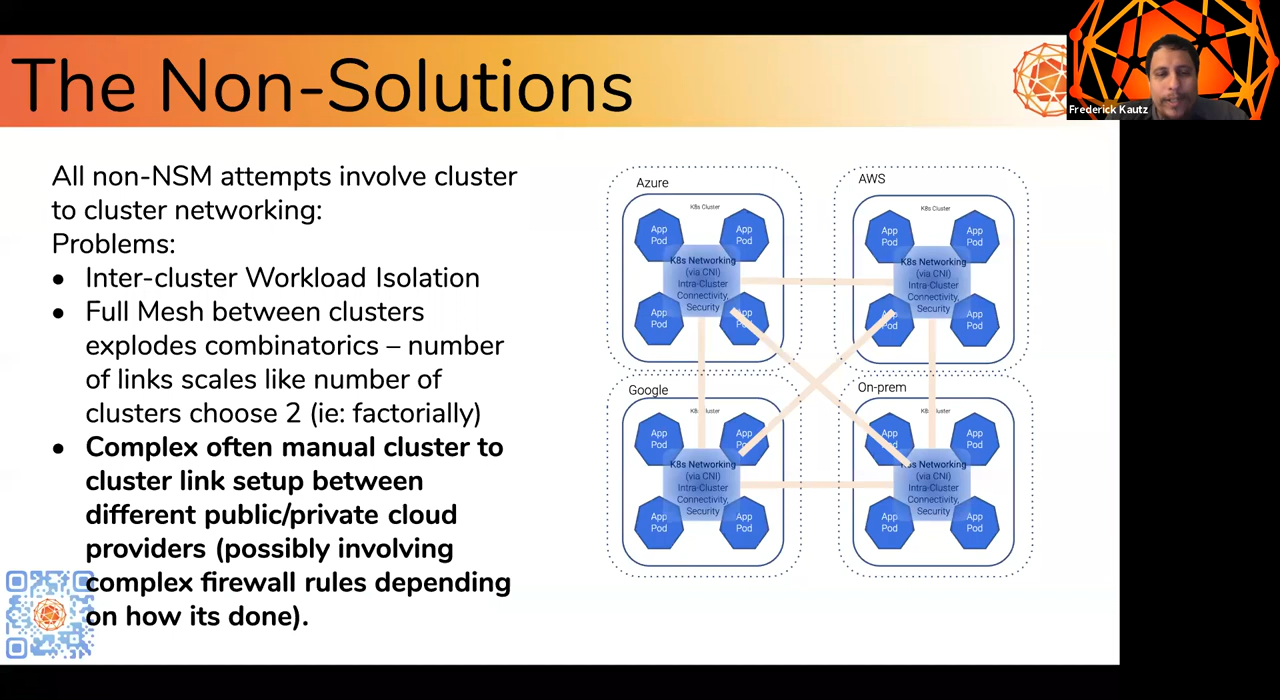 The Non-Solutions
Frederick Kautz
All non-NSM attempts involve cluster
to cluster networking:
Problems:
• Inter-cluster Workload Isolation
• Full Mesh between clusters
explodes combinatorics – number
of links scales like number of
clusters choose 2 (ie: factorially)
• Complex often manual cluster to
cluster link setup between
different public/private cloud
providers (possibly involving
complex firewall rules depending
on how its done).
Azure
K8s Cluster
App
Pod
App
Pod
K8s Networking
(via CNI)
Intra-Cluster
Connectivity,
Security
App
Pod
App
Pod
AWS
K8s Cluster
App
Pod
App
Pod
K8s Networking
(via CNI)
Intra-Cluster
Connectivity,
Security
App
Pod
App
Pod
Google
K8s Cluster
App
Pod
App
Pod
K8s Networking
(via CNI)
Intra-Cluster
Connectivity,
Security
App
Pod
App
Pod
On-prem
K8s Cluster
App
Pod
App
Pod
K8s Networking
(via CNI)
Intra-Cluster
Connectivity,
Security
App
Pod
App
Pod